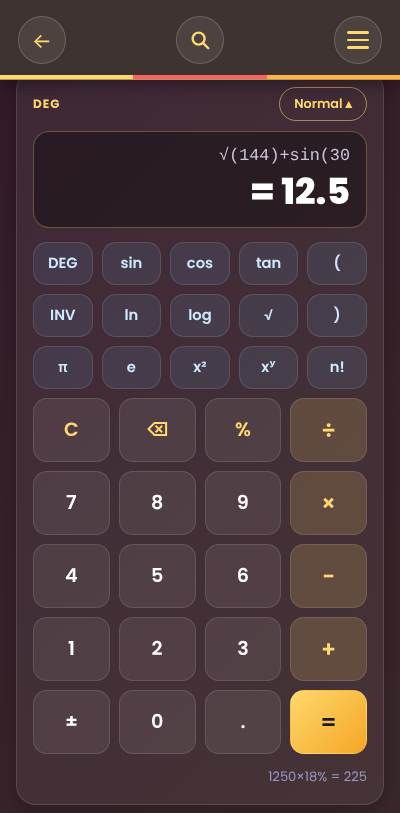 ←
DEG Normal▲
√(144)+sin(30
= 12.5
DEG sin cos tan (
INV ln log √ )
π e x² xʸ n!
C ⌫ % ÷
7 8 9 ×
4 5 6 −
1 2 3 +
± 0 . =
1250×18% = 225